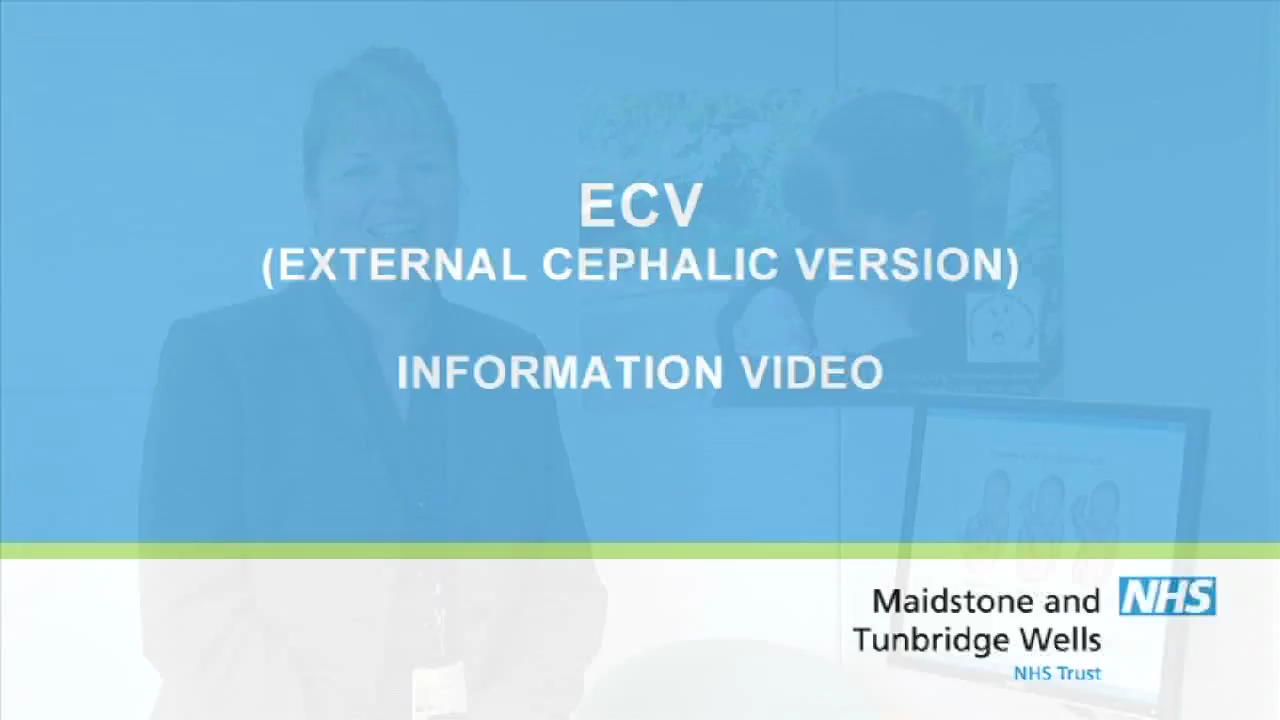 ECV
(EXTERNAL CEPHALIC VERSION)
INFORMATION VIDEO
Maidstone and NHS
Tunbridge Wells
NHS Trust